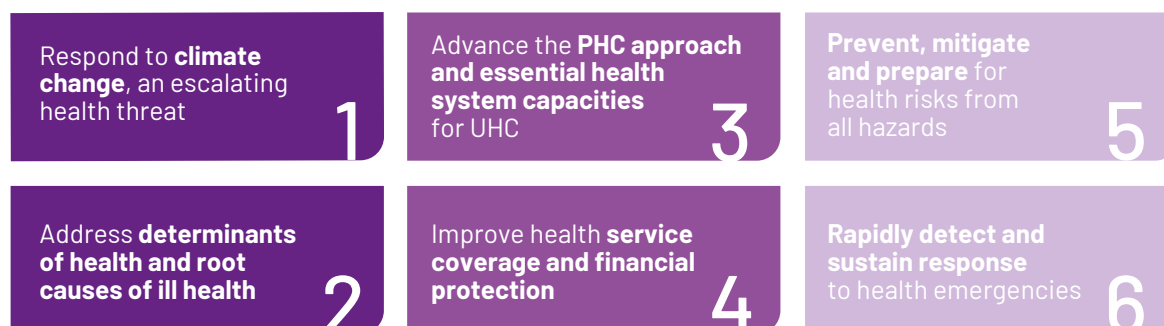 Respond to climate
change, an escalating
health threat
1
Address determinants
of health and root
causes of ill health
2
Advance the PHC approach
and essential health
system capacities
for UHC
3
Improve health service
coverage and financial
protection
4
Prevent, mitigate
and prepare for
health risks from
all hazards
5
Rapidly detect and
sustain response
to health emergencies
6